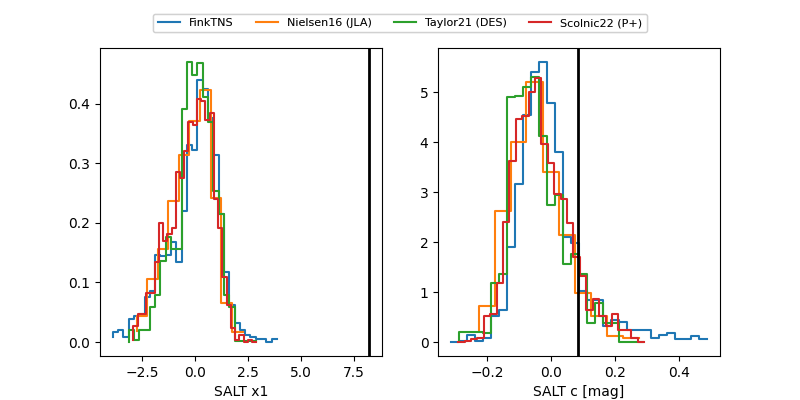 FinkTNS Nielsen16 (JLA) Taylor21 (DES) Scolnic22 (P+)
0.4
0.3
0.2
0.1
0.0
−2.5 0.0 2.5 5.0 7.5
SALT x1
5
4
3
2
1
0
−0.2 0.0 0.2 0.4
SALT c [mag]